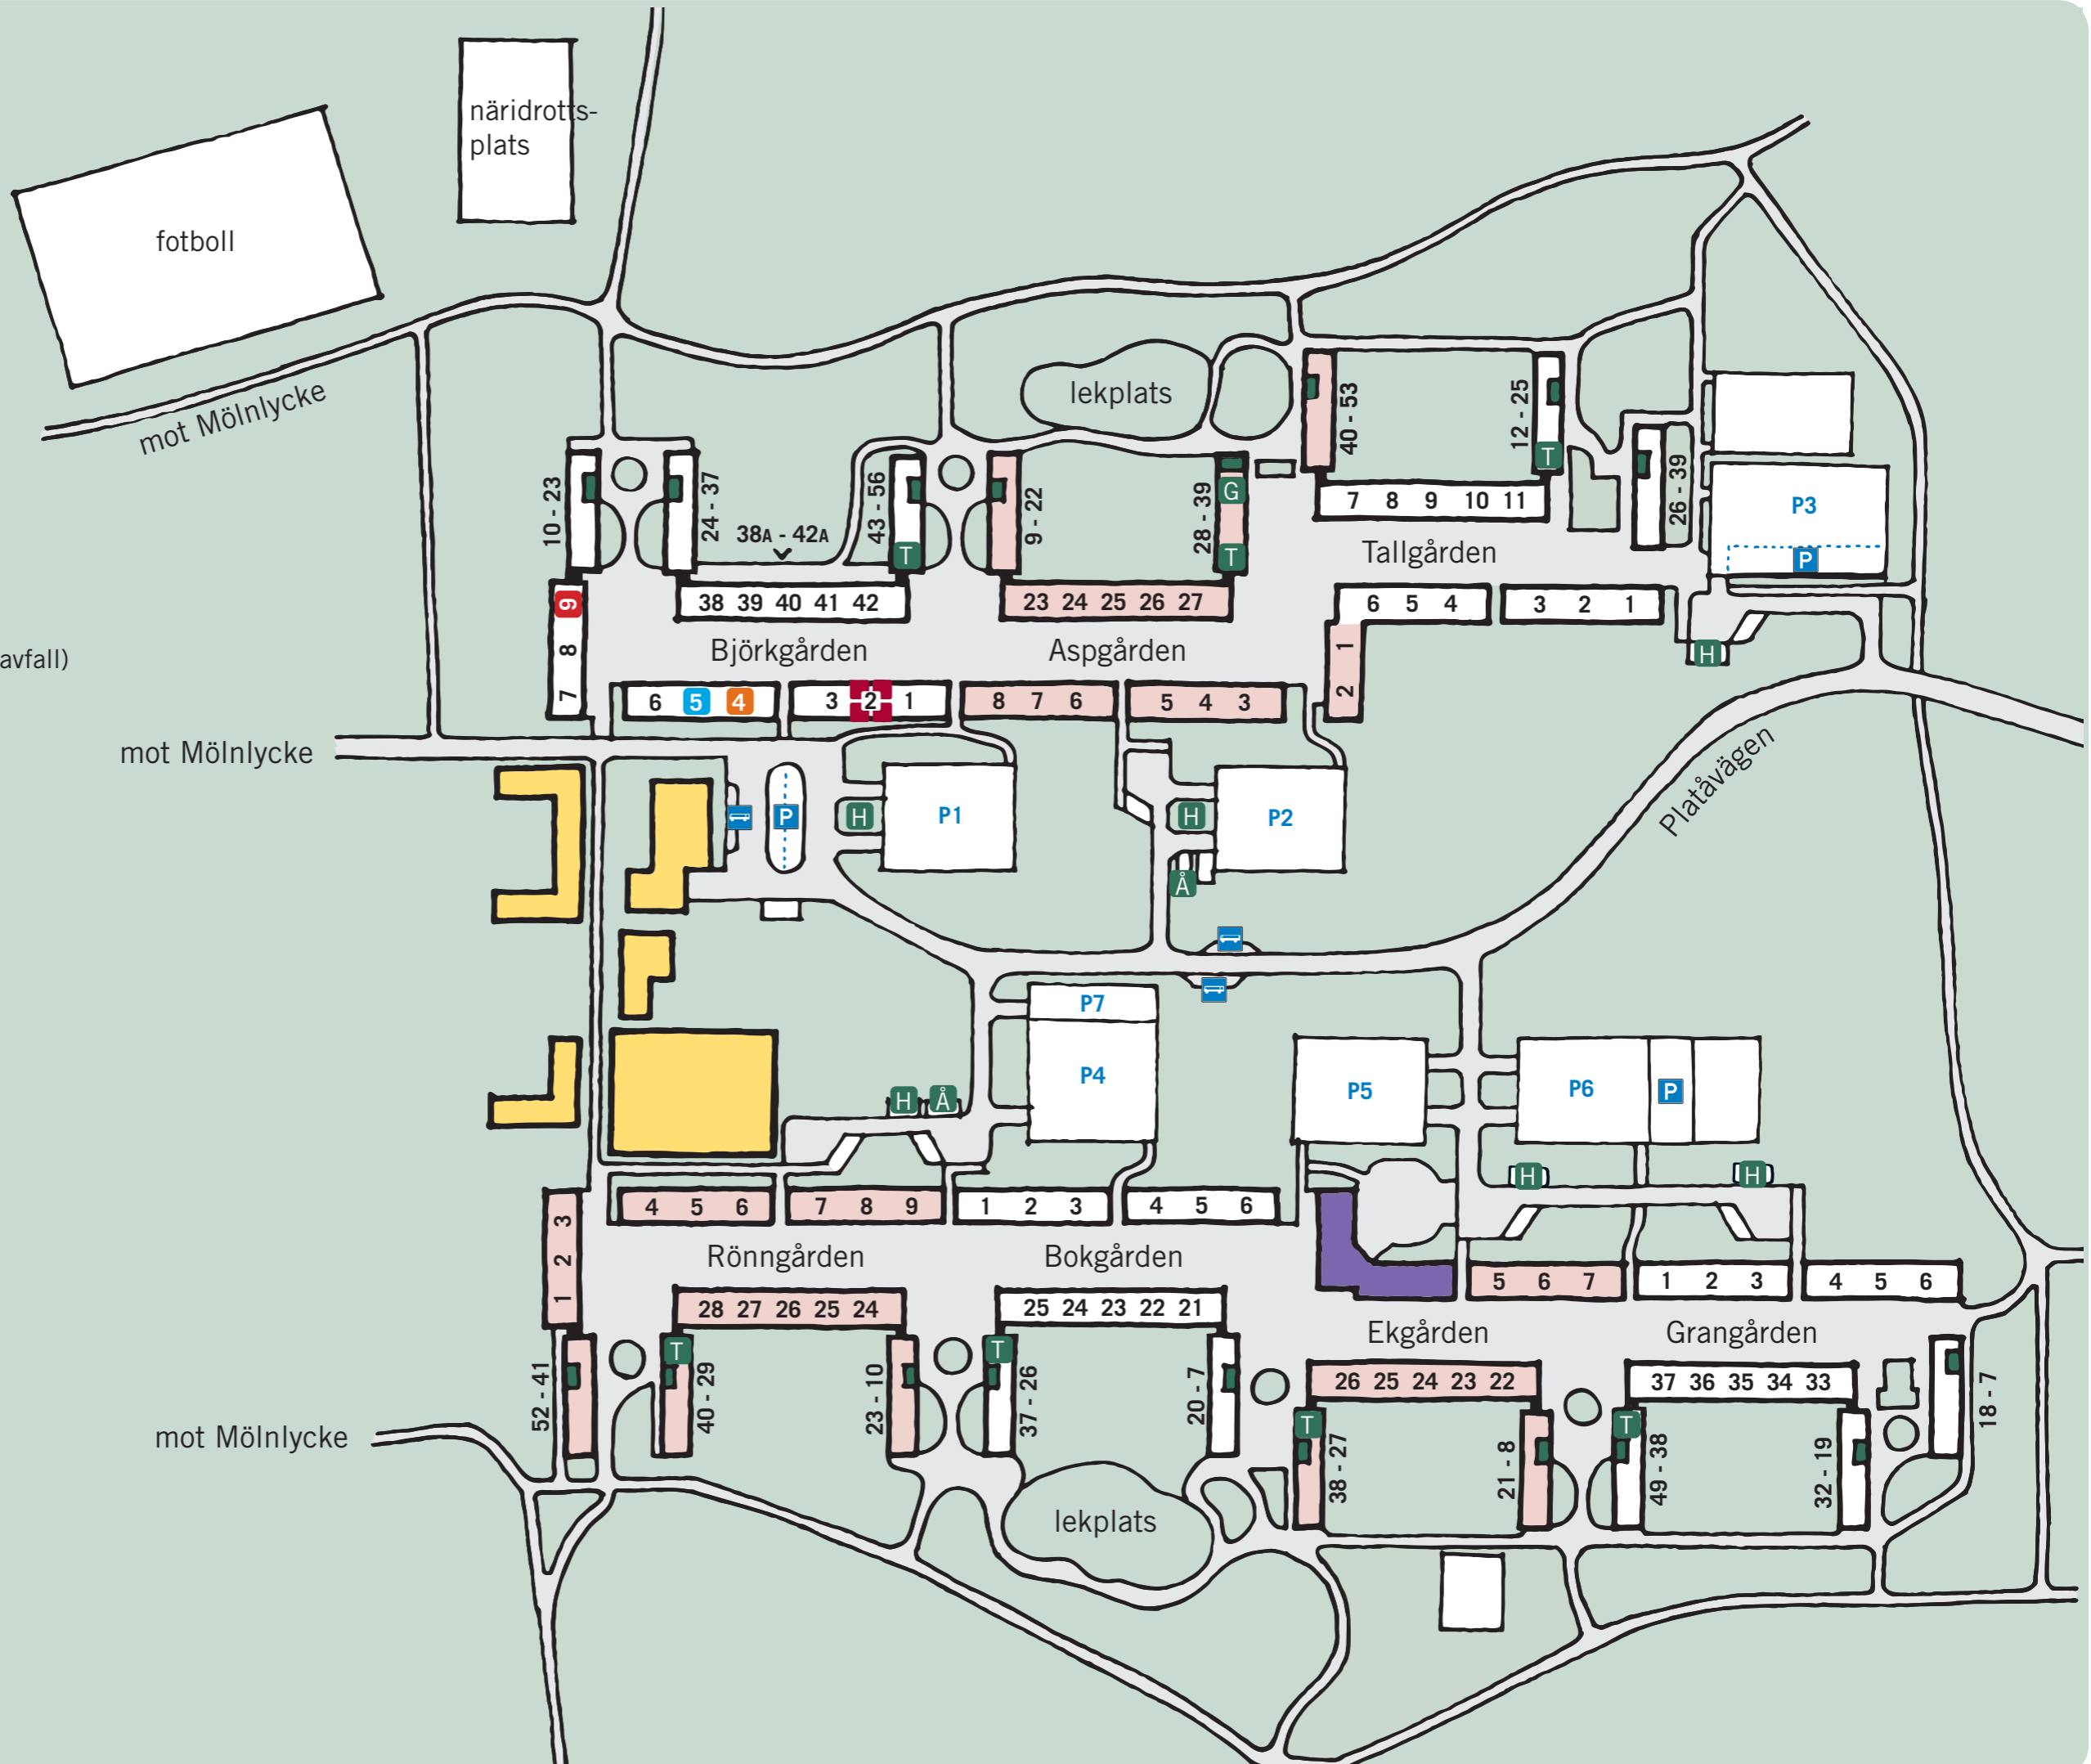 näridrotts-
plats
fotboll
mot Mölnlycke
lekplats
40 - 53
12 - 25
T
7 8 9 10 11
26 - 39
P3
P
Tallgården
10 - 23
24 - 37
38A - 42A
43 - 56
T
9 - 22
28 - 39
G
T
38 39 40 41 42
23 24 25 26 27
6 5 4
3 2 1
9
8
7
avfall)
Björkgården
Aspgården
1
2
H
6 5 4
3 2 1
8 7 6
5 4 3
mot Mölnlycke
Platåvägen
P
H
P1
H
P2
Å
P7
P4
P5
P6
P
H Å
H
H
4 5 6
7 8 9
1 2 3
4 5 6
3
2
1
Rönngården
Bokgården
5 6 7
1 2 3
4 5 6
28 27 26 25 24
25 24 23 22 21
Ekgården
Grangården
52 - 41
T
40 - 29
23 - 10
T
37 - 26
20 - 7
26 25 24 23 22
37 36 35 34 33
18 - 7
mot Mölnlycke
T
38 - 27
21 - 8
T
49 - 38
32 - 19
lekplats